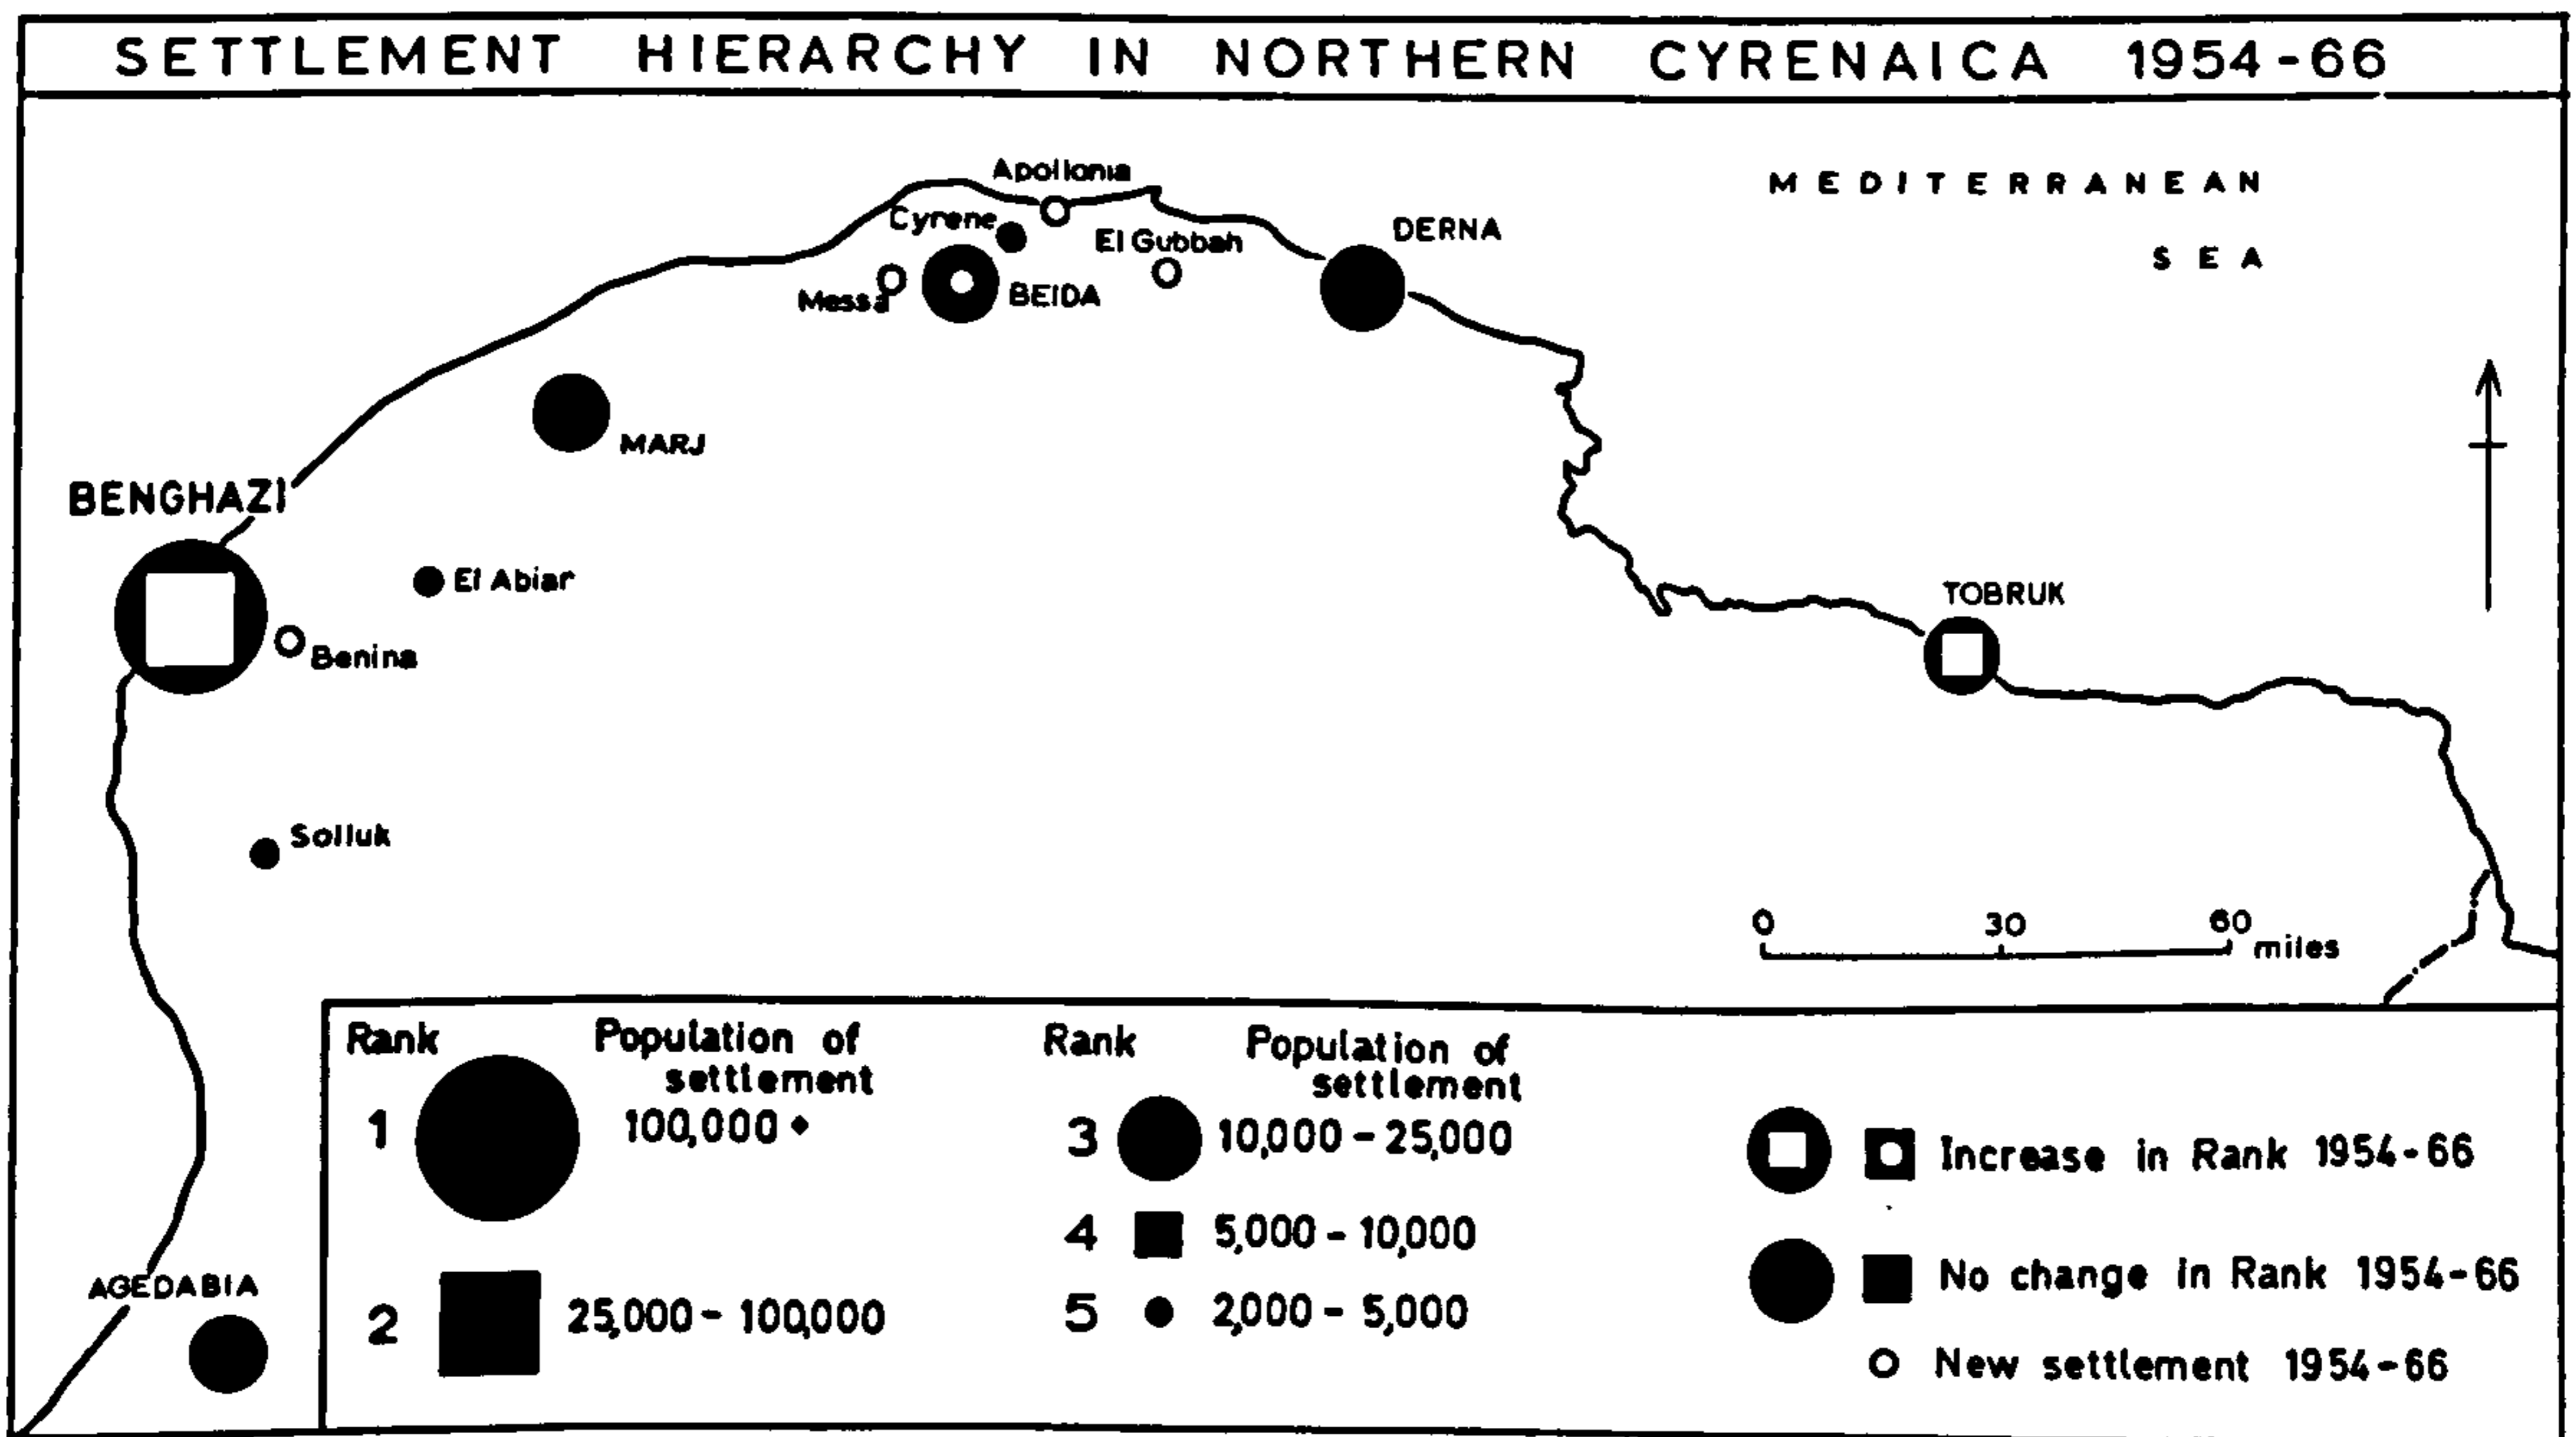 SETTLEMENT HIERARCHY IN NORTHERN CYRENAICA 1954-66
Apollonia
MEDITERRANEAN
SEA
Cyrene
El Gubbah
DERNA
Messa
BEIDA
MARJ
BENGHAZI
El Abiar
TOBRUK
Benina
Solluk
0 30 60 miles
AGEDABIA
Rank Population of settlement
1 100,000 +
2 25,000 - 100,000
Rank Population of settlement
3 10,000 - 25,000
4 5,000 - 10,000
5 2,000 - 5,000
Increase in Rank 1954-66
No change in Rank 1954-66
New settlement 1954-66